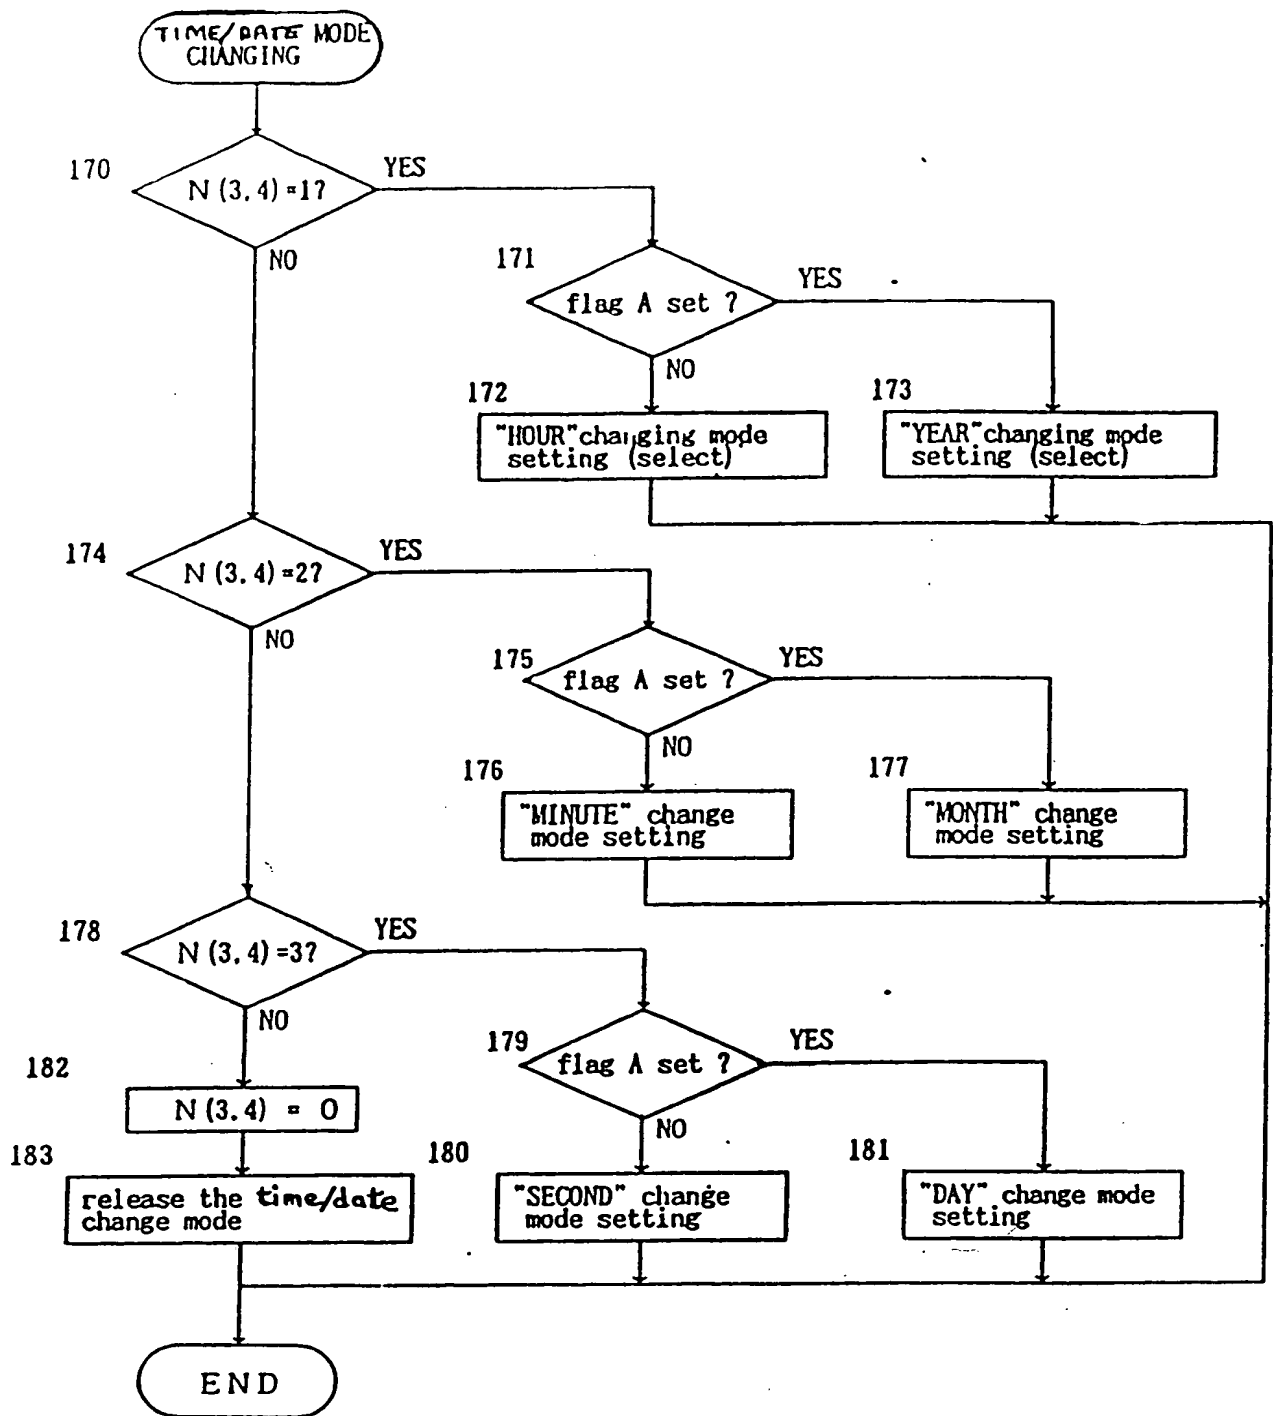 TIME/DATE MODE
CHANGING
170
N (3, 4) =1?
YES
NO
171
flag A set ?
YES
NO
172
"HOUR"changing mode
setting (select)
173
"YEAR"changing mode
setting (select)
174
N (3, 4) =2?
YES
NO
175
flag A set ?
YES
NO
176
"MINUTE" change
mode setting
177
"MONTH" change
mode setting
178
N (3, 4) =3?
YES
NO
179
flag A set ?
YES
NO
182
N (3, 4) = 0
183
release the time/date
change mode
180
"SECOND" change
mode setting
181
"DAY" change mode
setting
END